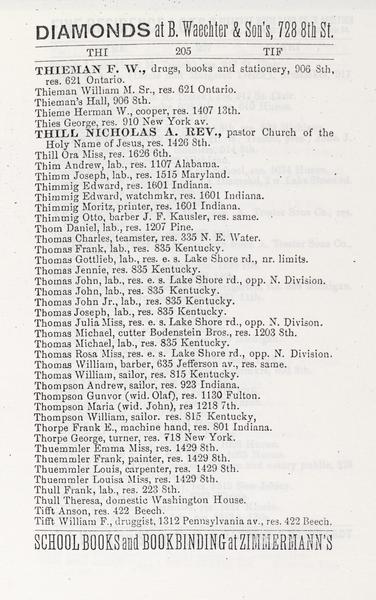 DIAMONDS at B. Waechter & Son's, 728 8th St.
THI 205 TIF
THIEMAN F. W., drugs, books and stationery, 906 8th,
res. 621 Ontario.
Thieman William M. Sr., res. 621 Ontario.
Thieman's Hall, 906 8th.
Thieme Herman W., cooper, res. 1407 13th.
Thies George, res. 910 New York av.
THILL NICHOLAS A. REV., pastor Church of the
Holy Name of Jesus, res. 1426 8th.
Thill Ora Miss, res. 1626 6th.
Thim Andrew, lab., res. 1107 Alabama.
Thimm Joseph, lab., res. 1515 Maryland.
Thimmig Edward, res. 1601 Indiana.
Thimmig Edward, watchmkr, res. 1601 Indiana.
Thimmig Moritz, printer, res. 1601 Indiana.
Thimmig Otto, barber J. F. Kausler, res. same.
Thom Daniel, lab., res. 1207 Pine.
Thomas Charles, teamster, res. 335 N. E. Water.
Thomas Frank, lab., res. 835 Kentucky.
Thomas Gottlieb, lab., res. e. s. Lake Shore rd., nr. limits.
Thomas Jennie, res. 835 Kentucky.
Thomas John, lab., res. e. s. Lake Shore rd., opp. N. Division.
Thomas John, lab., res. 835 Kentucky.
Thomas John Jr., lab., res. 835 Kentucky.
Thomas Joseph, lab., res. 835 Kentucky.
Thomas Julia Miss, res. e. s. Lake Shore rd., opp. N. Divison.
Thomas Michael, cutter Bodenstein Bros., res. 1203 8th.
Thomas Michael, lab., res. 835 Kentucky.
Thomas Rosa Miss, res. e. s. Lake Shore rd., opp. N. Division.
Thomas William, barber, 635 Jefferson av., res. same.
Thomas William, sailor, res. 815 Kentucky.
Thompson Andrew, sailor, res. 923 Indiana.
Thompson Gunvor (wid. Olaf), res. 1130 Fulton.
Thompson Maria (wid. John), res 1218 7th.
Thompson William, sailor. res. 815 Kentucky,
Thorpe Frank E., machine hand, res. 801 Indiana.
Thorpe George, turner, res. 718 New York.
Thuemmler Emma Miss, res. 1429 8th.
Thuemmler Frank, painter, res. 1429 8th.
Thuemmler Louis, carpenter, res. 1429 8th.
Thuemmler Louisa Miss, res. 1429 8th.
Thull Frank, lab., res. 223 8th.
Thull Theresa, domestic Washington House.
Tifft Anson, res. 422 Beech.
Tifft William F., druggist, 1312 Pennsylvania av., res. 422 Beech.
SCHOOL BOOKS and BOOKBINDING at ZIMMERMANN'S